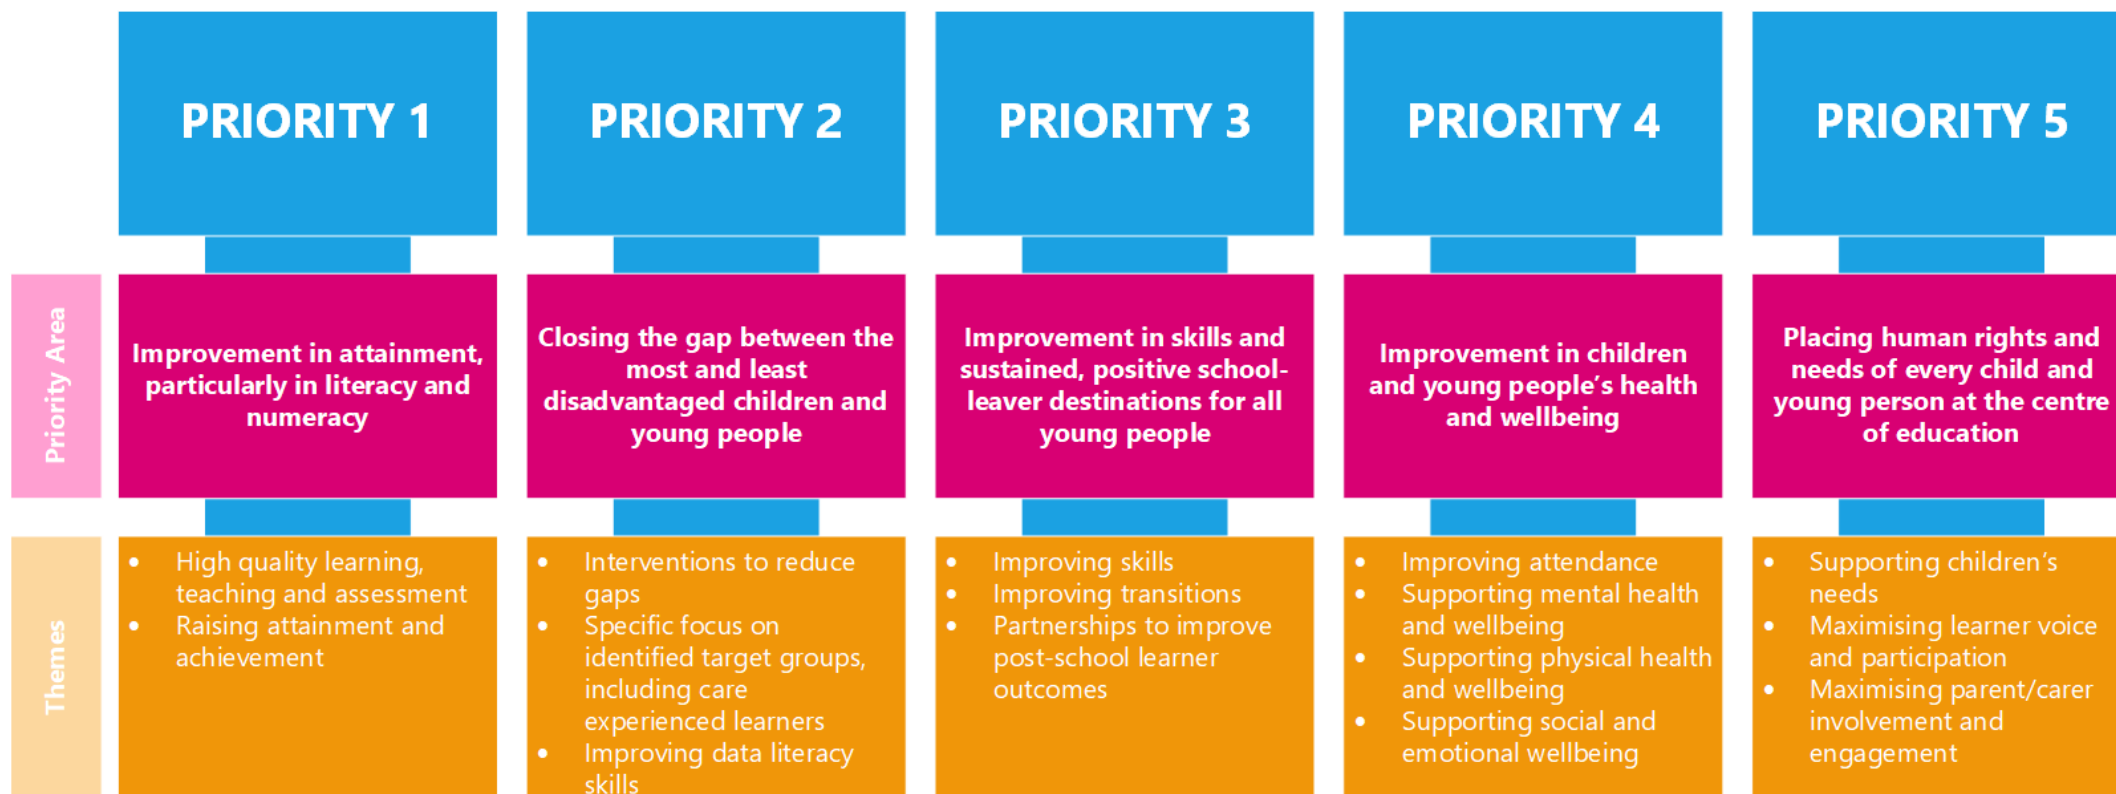 PRIORITY 1
PRIORITY 2
PRIORITY 3
PRIORITY 4
PRIORITY 5
Priority Area
Improvement in attainment,
particularly in literacy and
numeracy
Closing the gap between the
most and least
disadvantaged children and
young people
Improvement in skills and
sustained, positive school-
leaver destinations for all
young people
Improvement in children
and young people’s health
and wellbeing
Placing human rights and
needs of every child and
young person at the centre
of education
Themes
• High quality learning,
teaching and assessment
• Raising attainment and
achievement
• Interventions to reduce
gaps
• Specific focus on
identified target groups,
including care
experienced learners
• Improving data literacy
skills
• Improving skills
• Improving transitions
• Partnerships to improve
post-school learner
outcomes
• Improving attendance
• Supporting mental health
and wellbeing
• Supporting physical health
and wellbeing
• Supporting social and
emotional wellbeing
• Supporting children’s
needs
• Maximising learner voice
and participation
• Maximising parent/carer
involvement and
engagement